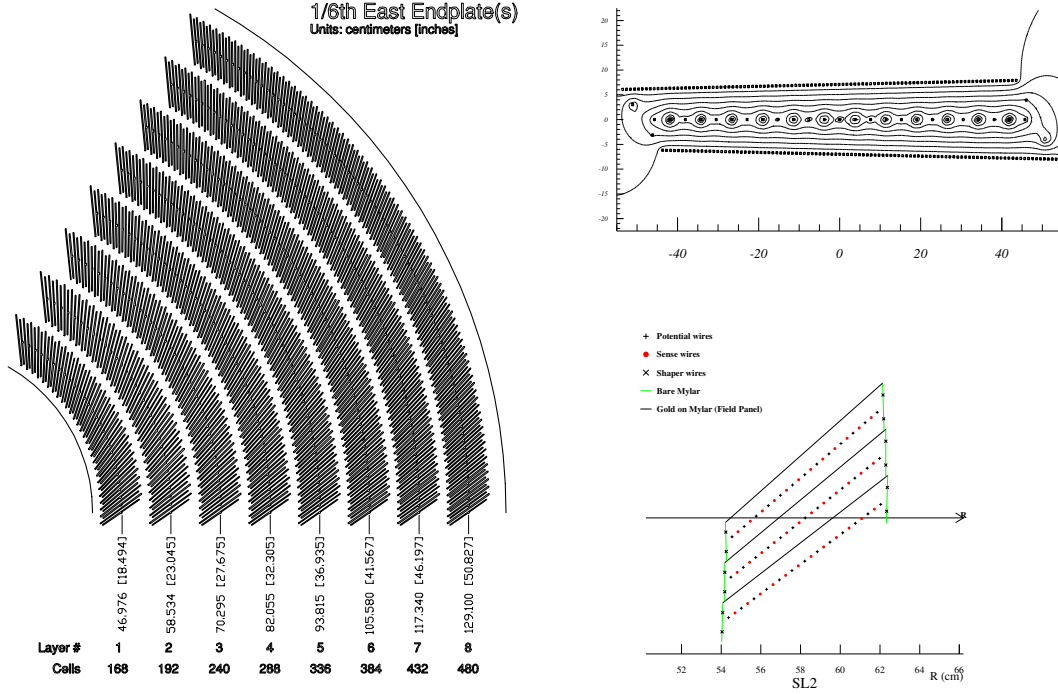 1/6th East Endplate(s)
Units: centimeters [inches]
46.976 [18.494]
58.534 [23.045]
70.295 [27.675]
82.055 [32.305]
93.815 [36.935]
105.580 [41.567]
117.340 [46.197]
129.100 [50.827]
Layer # 1 2 3 4 5 6 7 8
Cells 168 192 240 288 336 384 432 480
20
15
10
5
0
-5
-10
-15
-20
-40 -20 0 20 40
Potential wires
Sense wires
Shaper wires
Bare Mylar
Gold on Mylar (Field Panel)
R
52 54 56 58 60 62 64 66
SL2 R (cm)